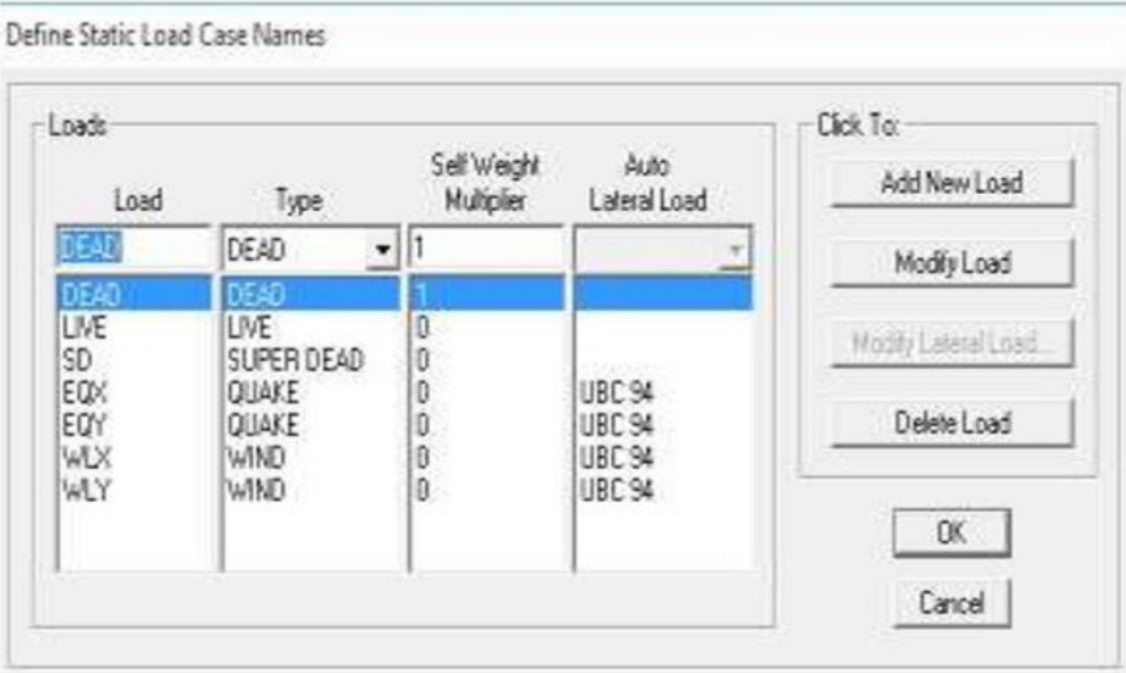 Define Static Load Case Names
Loads
Click To:
Load Type Self Weight Multiplier Auto Lateral Load
DEAD DEAD 1
DEAD DEAD 1
LIVE LIVE 0
SD SUPER DEAD 0
EQX QUAKE 0 UBC 94
EQY QUAKE 0 UBC 94
WLX WIND 0 UBC 94
WLY WIND 0 UBC 94
Add New Load
Modify Load
Modify Lateral Load...
Delete Load
OK
Cancel